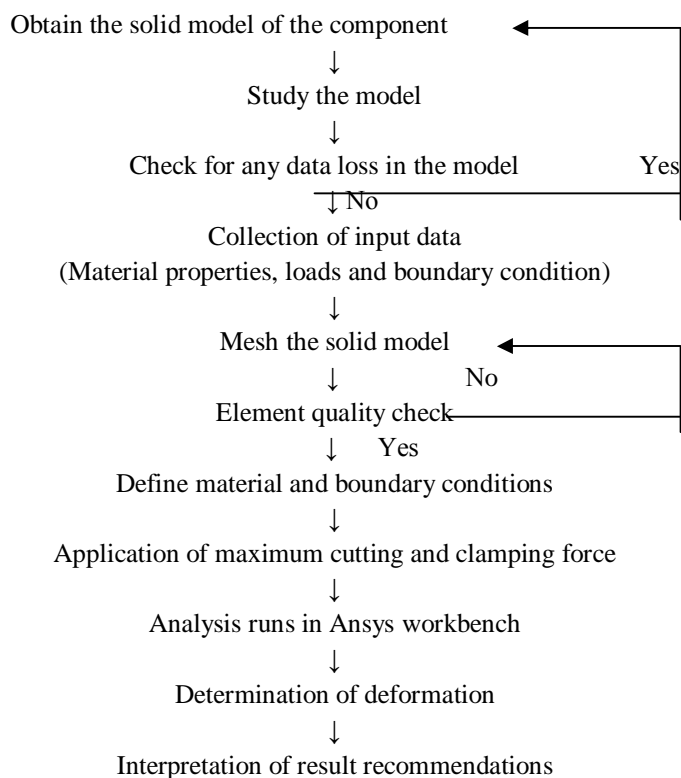 Obtain the solid model of the component
↓
Study the model
↓
Check for any data loss in the model Yes
↓ No
Collection of input data
(Material properties, loads and boundary condition)
↓
Mesh the solid model
↓ No
Element quality check
↓ Yes
Define material and boundary conditions
↓
Application of maximum cutting and clamping force
↓
Analysis runs in Ansys workbench
↓
Determination of deformation
↓
Interpretation of result recommendations